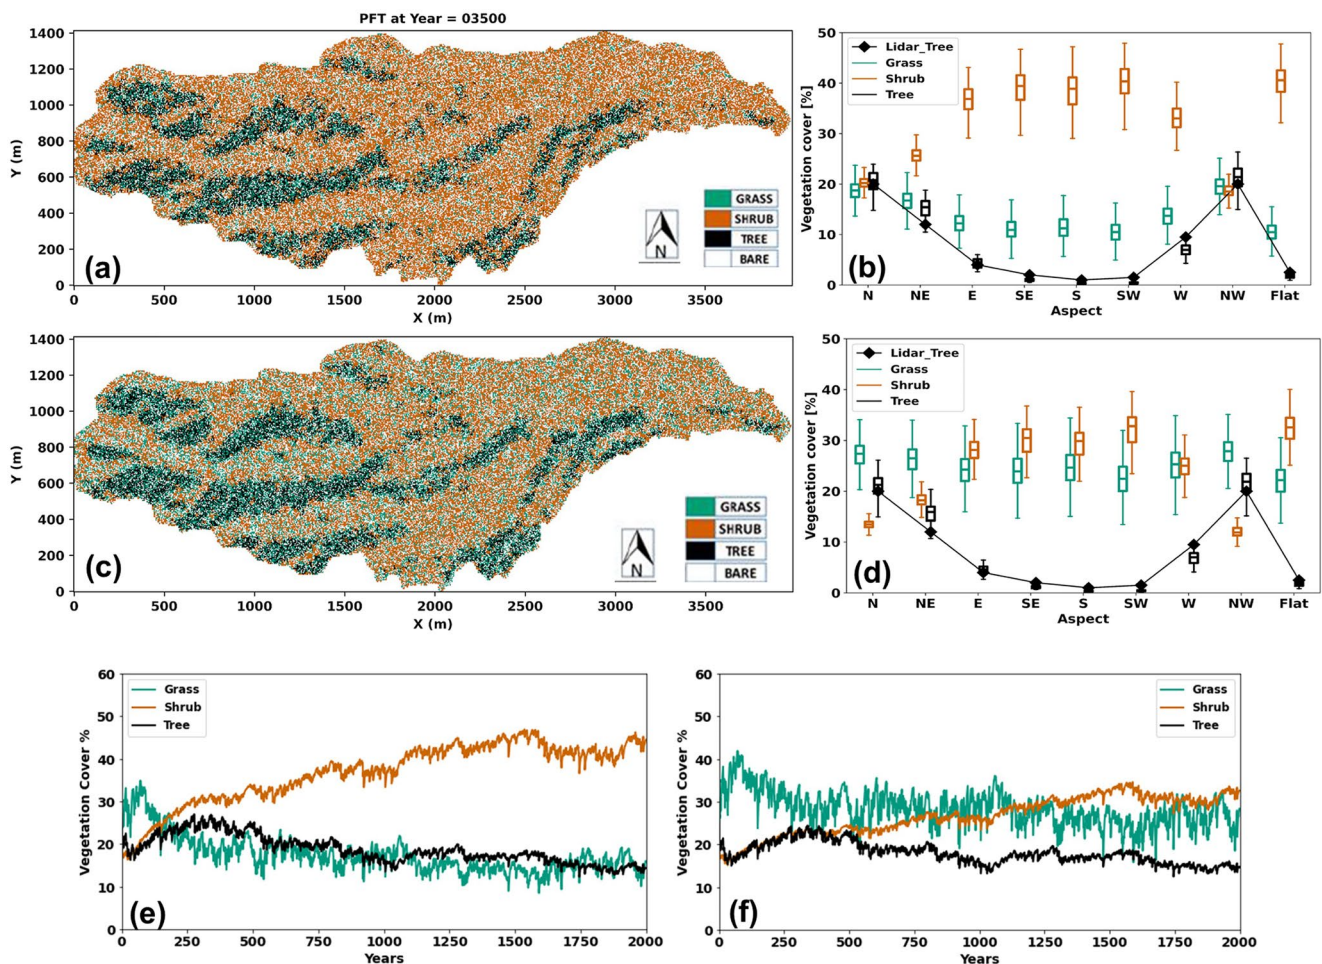 PFT at Year = 03500
1400
1200
1000
800
600
400
200
0
Y (m)
0 500 1000 1500 2000 2500 3000 3500
X (m)
GRASS
SHRUB
TREE
BARE
N
(a)
50
40
30
20
10
0
Vegetation cover [%]
Lidar_Tree
Grass
Shrub
Tree
N NE E SE S SW W NW Flat
Aspect
(b)
1400
1200
1000
800
600
400
200
0
Y (m)
0 500 1000 1500 2000 2500 3000 3500
X (m)
GRASS
SHRUB
TREE
BARE
N
(c)
50
40
30
20
10
0
Vegetation cover [%]
Lidar_Tree
Grass
Shrub
Tree
N NE E SE S SW W NW Flat
Aspect
(d)
60
50
40
30
20
10
0
Vegetation Cover %
Grass
Shrub
Tree
0 250 500 750 1000 1250 1500 1750 2000
Years
(e)
60
50
40
30
20
10
0
Vegetation Cover %
Grass
Shrub
Tree
0 250 500 750 1000 1250 1500 1750 2000
Years
(f)